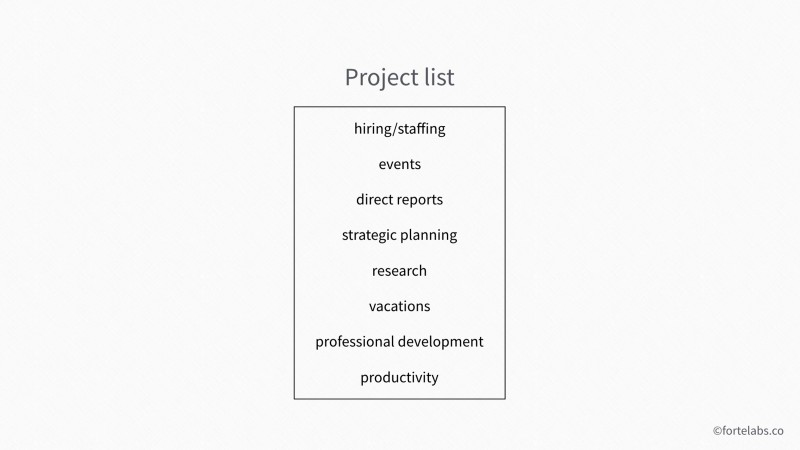 Project list
hiring/staffing
events
direct reports
strategic planning
research
vacations
professional development
productivity
©fortelabs.co